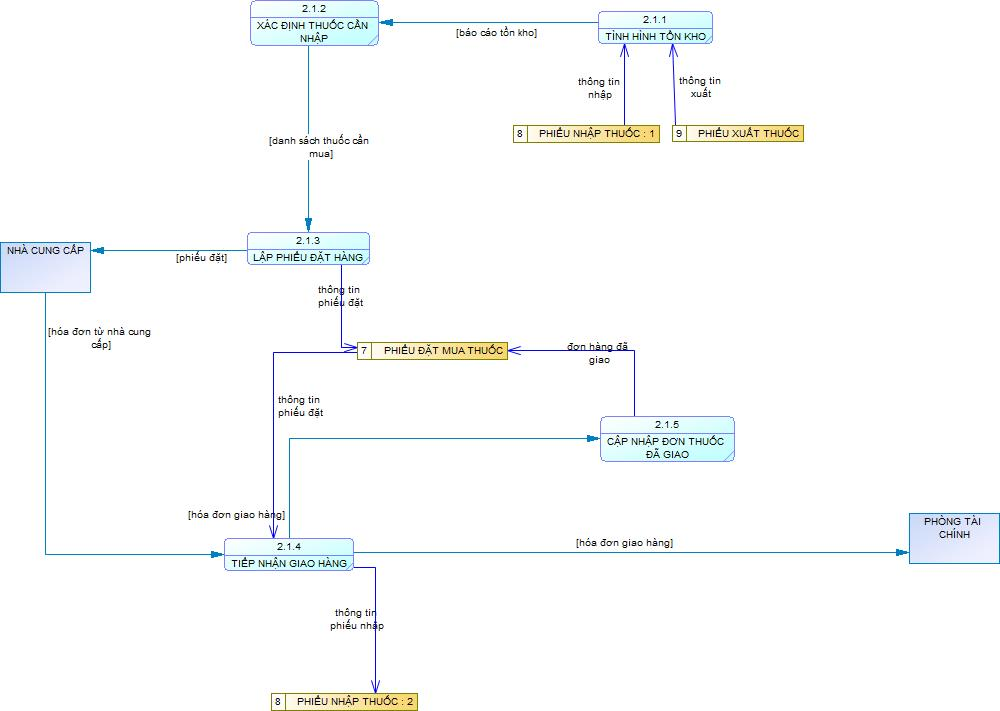 2.1.2
XÁC ĐỊNH THUỐC CẦN
NHẬP
[báo cáo tồn kho]
2.1.1
TÌNH HÌNH TỒN KHO
thông tin
nhập
thông tin
xuất
8 PHIẾU NHẬP THUỐC : 1
9 PHIẾU XUẤT THUỐC
[danh sách thuốc cần
mua]
NHÀ CUNG CẤP
[phiếu đặt]
2.1.3
LẬP PHIẾU ĐẶT HÀNG
thông tin
phiếu đặt
[hóa đơn từ nhà cung
cấp]
7 PHIẾU ĐẶT MUA THUỐC
đơn hàng đã
giao
thông tin
phiếu đặt
2.1.5
CẬP NHẬP ĐƠN THUỐC
ĐÃ GIAO
[hóa đơn giao hàng]
2.1.4
TIẾP NHẬN GIAO HÀNG
[hóa đơn giao hàng]
PHÒNG TÀI
CHÍNH
thông tin
phiếu nhập
8 PHIẾU NHẬP THUỐC : 2